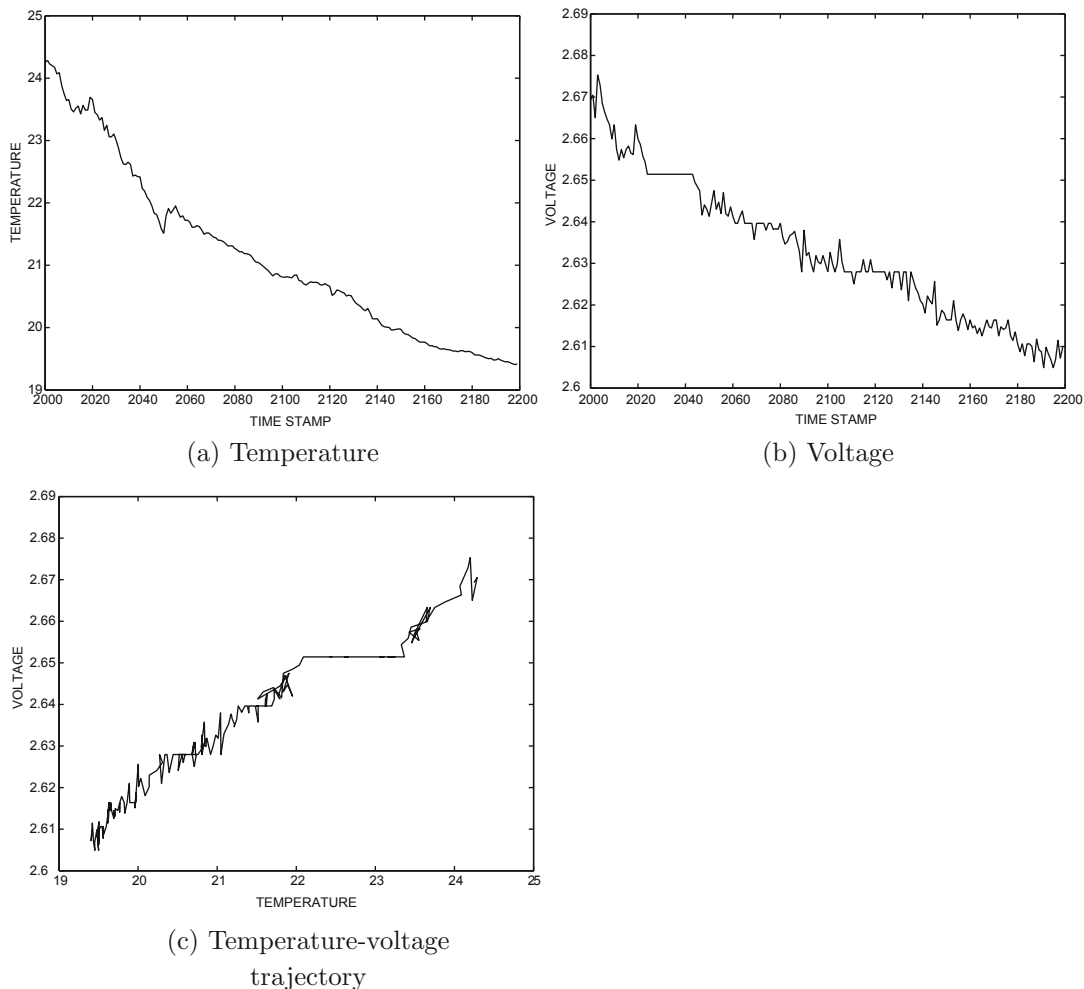 25
24
23
22
21
20
19
TEMPERATURE
2000 2020 2040 2060 2080 2100 2120 2140 2160 2180 2200
TIME STAMP
(a) Temperature
2.69
2.68
2.67
2.66
2.65
2.64
2.63
2.62
2.61
2.6
VOLTAGE
2000 2020 2040 2060 2080 2100 2120 2140 2160 2180 2200
TIME STAMP
(b) Voltage
2.69
2.68
2.67
2.66
2.65
2.64
2.63
2.62
2.61
2.6
VOLTAGE
19 20 21 22 23 24 25
TEMPERATURE
(c) Temperature-voltage
trajectory